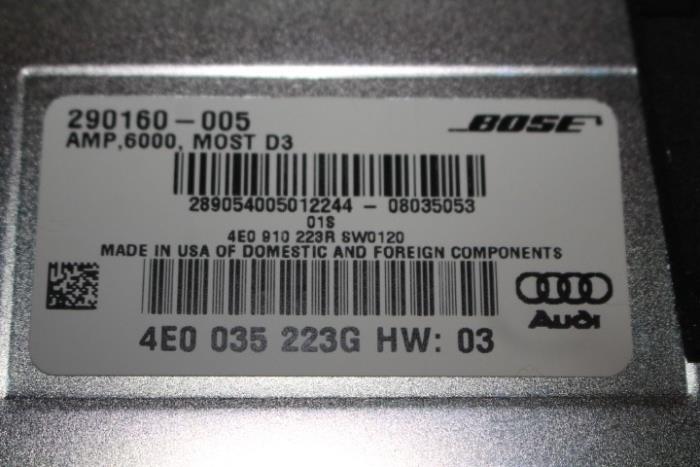 290160-005
BOSE
AMP,6000, MOST D3
289054005012244 - 08035053
01S
4E0 910 223R SW0120
MADE IN USA OF DOMESTIC AND FOREIGN COMPONENTS
Audi
4E0 035 223G HW: 03